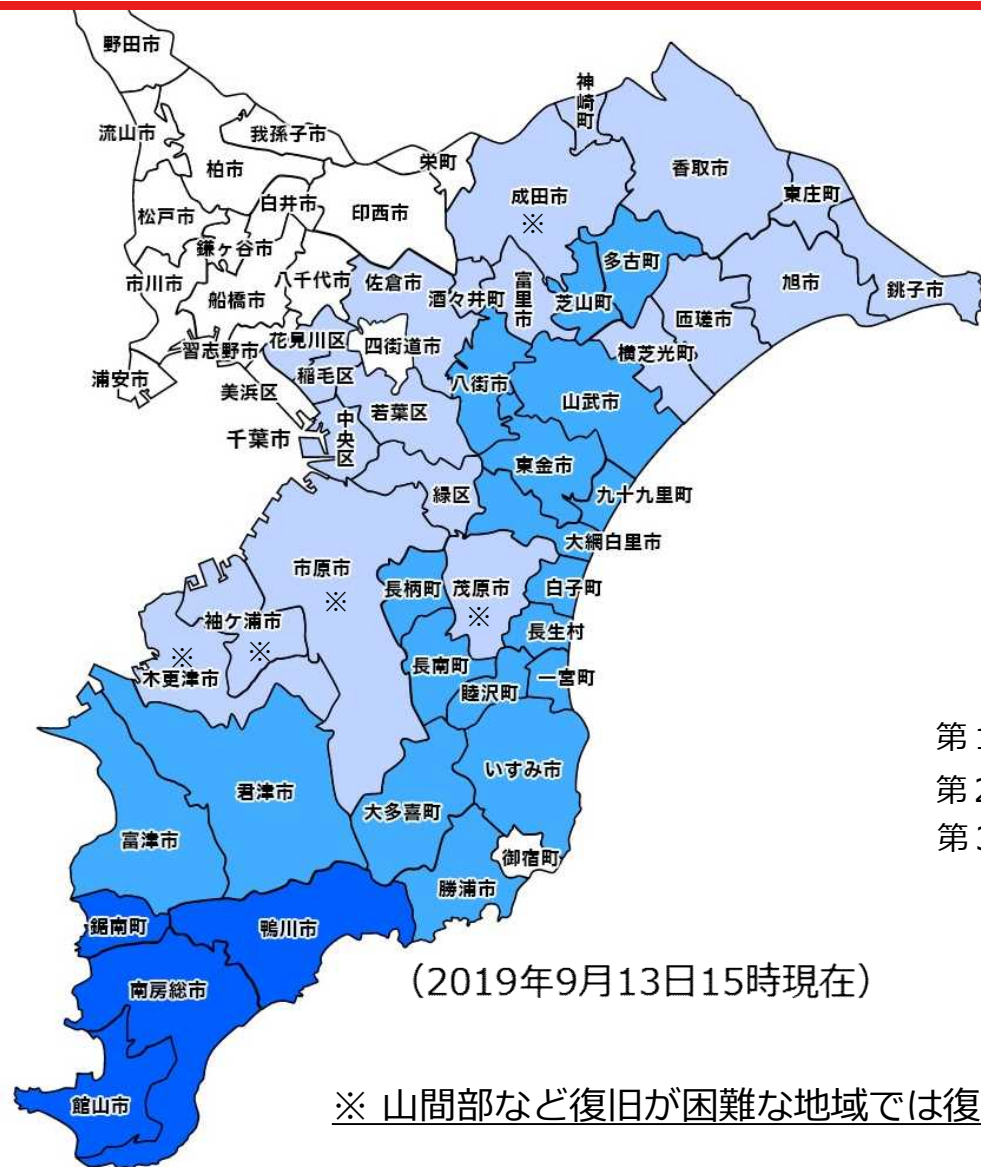 野田市
流山市
我孫子市
柏市
栄町
神崎町
香取市
東庄町
松戸市
白井市
印西市
成田市
※
鎌ヶ谷市
市川市
船橋市
八千代市
佐倉市
酒々井町
富里市
芝山町
多古町
匝瑳市
旭市
銚子市
浦安市
習志野市
花見川区
四街道市
横芝光町
美浜区
稲毛区
八街市
山武市
千葉市
中央区
若葉区
東金市
緑区
九十九里町
大網白里市
市原市
※
長柄町
茂原市
※
白子町
袖ケ浦市
※
長生村
木更津市
※
長南町
睦沢町
一宮町
いすみ市
君津市
大多喜町
富津市
御宿町
勝浦市
鋸南町
鴨川市
南房総市
館山市
第1
第2
第3
（2019年9月13日15時現在）
※ 山間部など復旧が困難な地域では復